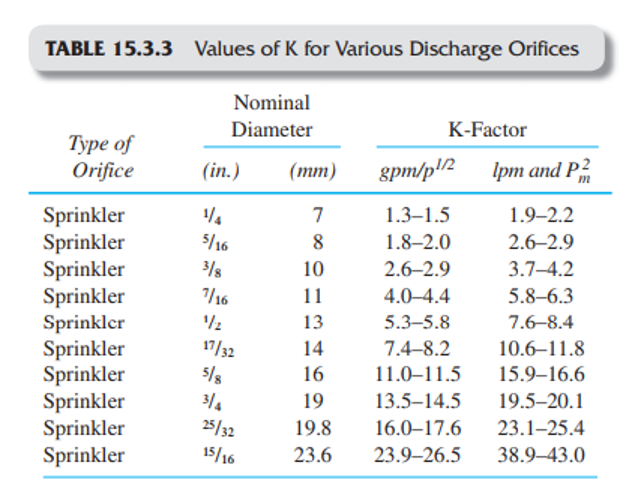 TABLE 15.3.3 Values of K for Various Discharge Orifices
Nominal
Diameter K-Factor
Type of
Orifice (in.) (mm) gpm/p^1/2 lpm and P_m^2
Sprinkler 1/4 7 1.3–1.5 1.9–2.2
Sprinkler 5/16 8 1.8–2.0 2.6–2.9
Sprinkler 3/8 10 2.6–2.9 3.7–4.2
Sprinkler 7/16 11 4.0–4.4 5.8–6.3
Sprinkler 1/2 13 5.3–5.8 7.6–8.4
Sprinkler 17/32 14 7.4–8.2 10.6–11.8
Sprinkler 5/8 16 11.0–11.5 15.9–16.6
Sprinkler 3/4 19 13.5–14.5 19.5–20.1
Sprinkler 25/32 19.8 16.0–17.6 23.1–25.4
Sprinkler 15/16 23.6 23.9–26.5 38.9–43.0